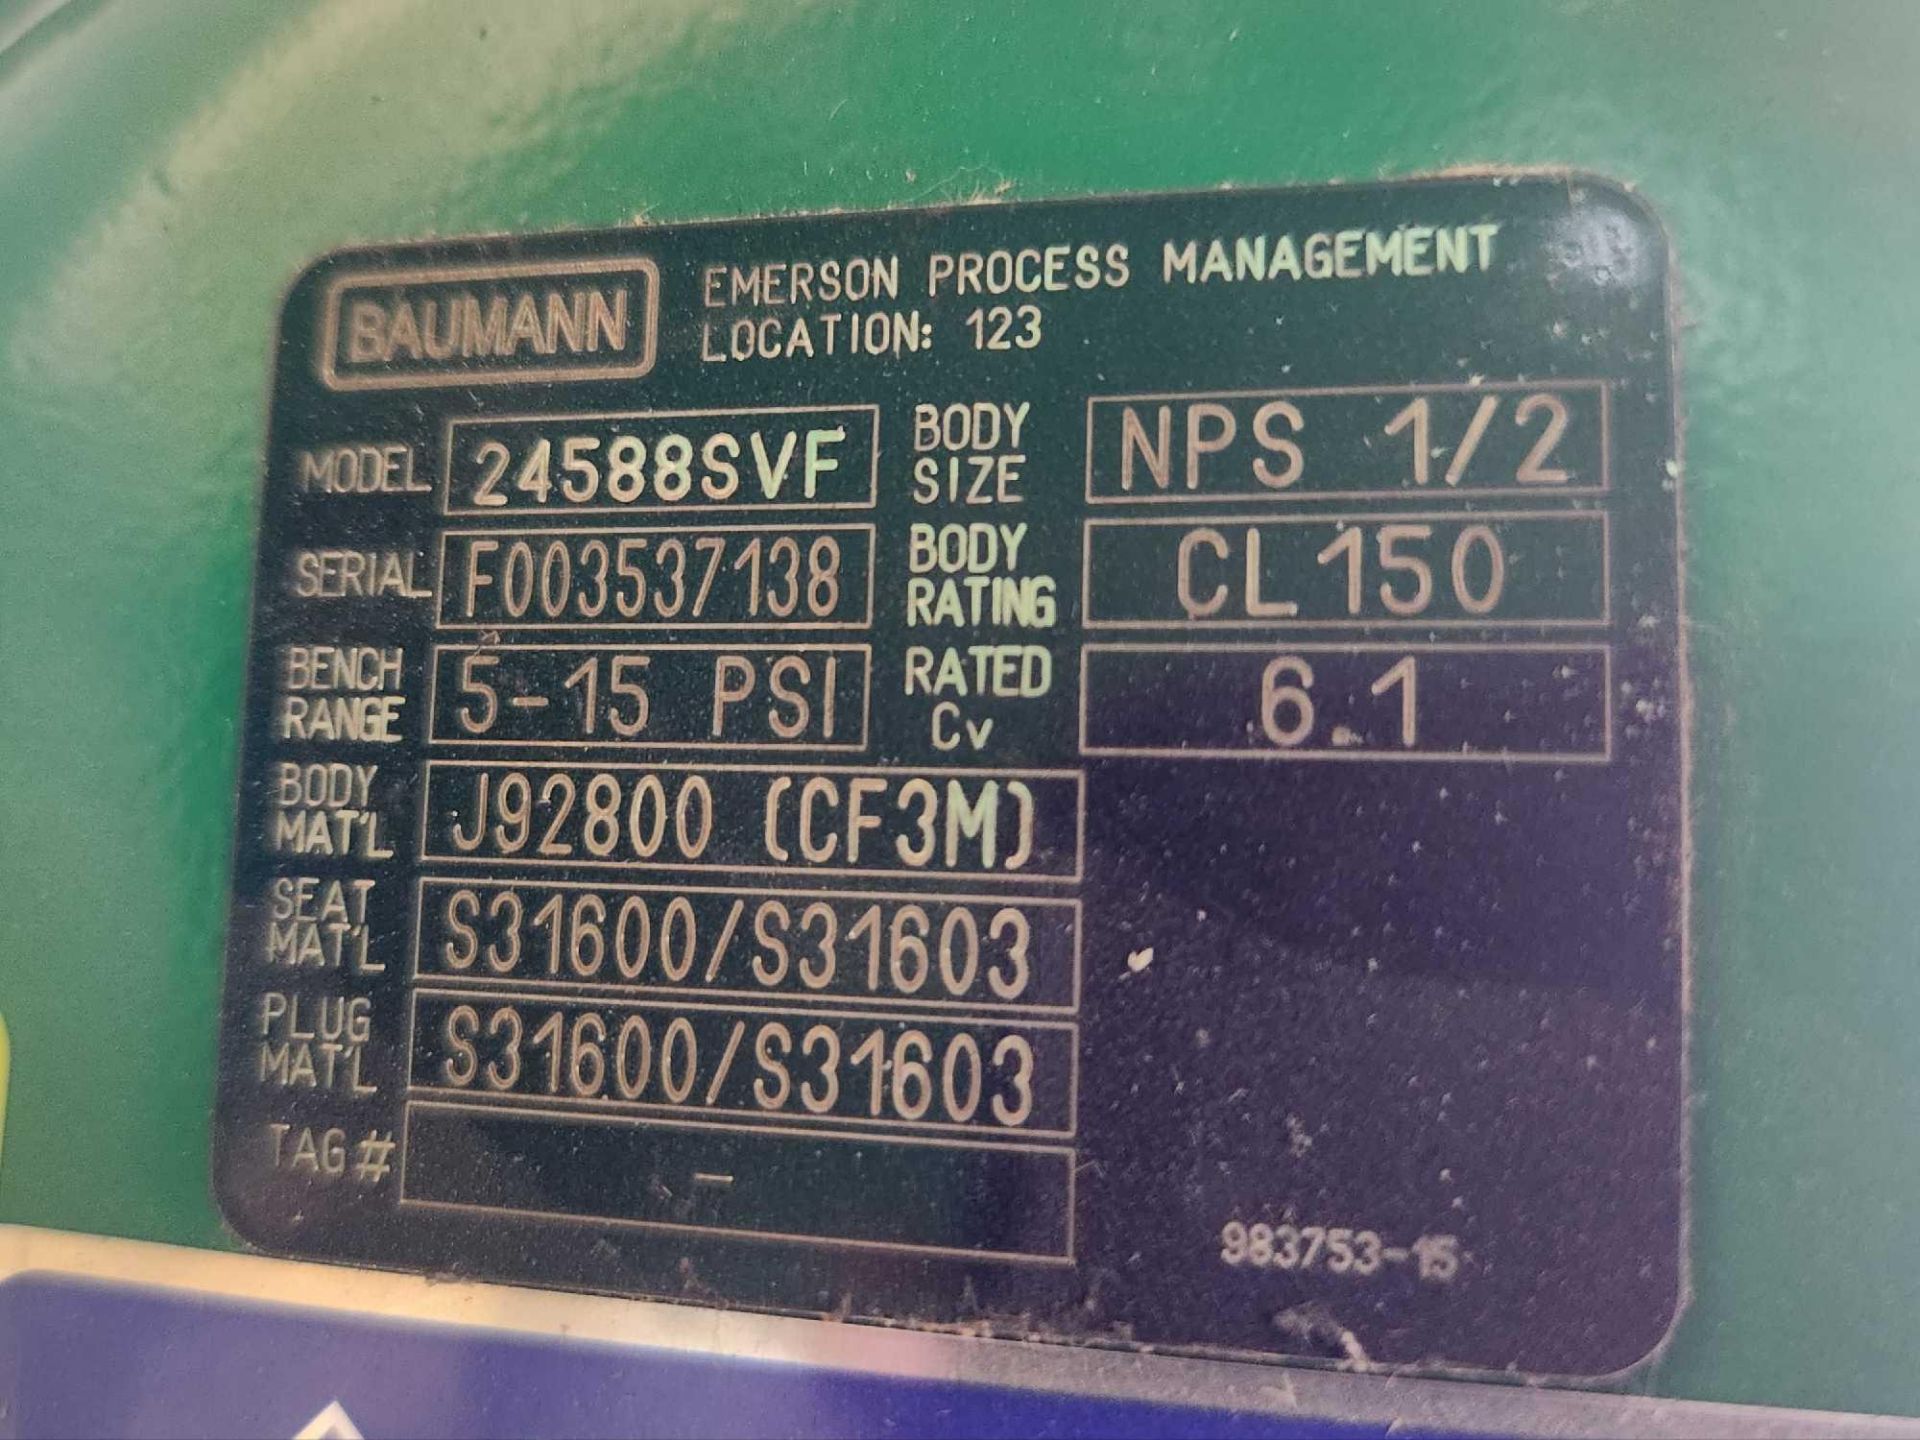 BAUMANN
EMERSON PROCESS MANAGEMENT
LOCATION: 123
MODEL 24588SVF
BODY SIZE NPS 1/2
SERIAL F003537138
BODY RATING CL150
BENCH RANGE 5-15 PSI
RATED Cv 6.1
BODY MAT'L J92800 (CF3M)
SEAT MAT'L S31600/S31603
PLUG MAT'L S31600/S31603
TAG # -
983753-15